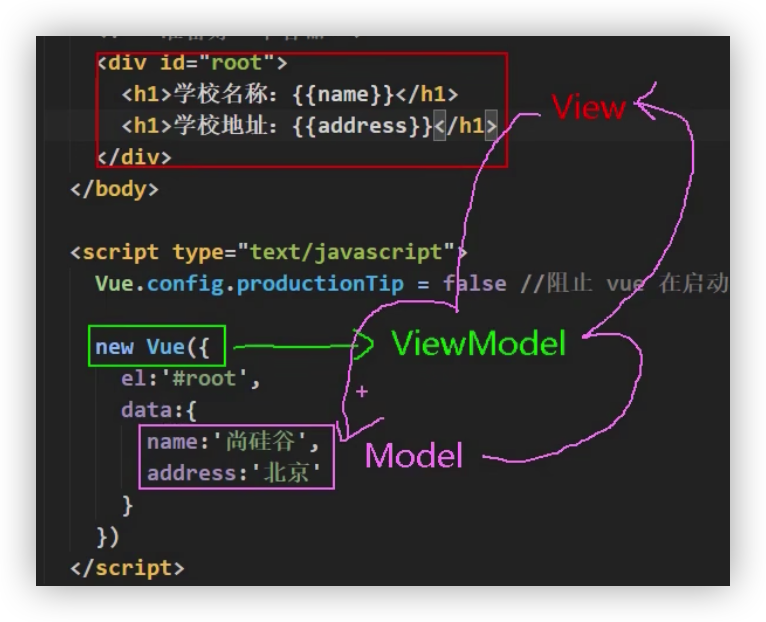 <div id="root">
<h1>学校名称：{{name}}</h1>
<h1>学校地址：{{address}}</h1>
View
</div>
</body>
<script type="text/javascript">
Vue.config.productionTip = false //阻止 vue 在启动
new Vue({
ViewModel
el:'#root',
data:{
name:'尚硅谷',
Model
address:'北京'
}
})
</script>